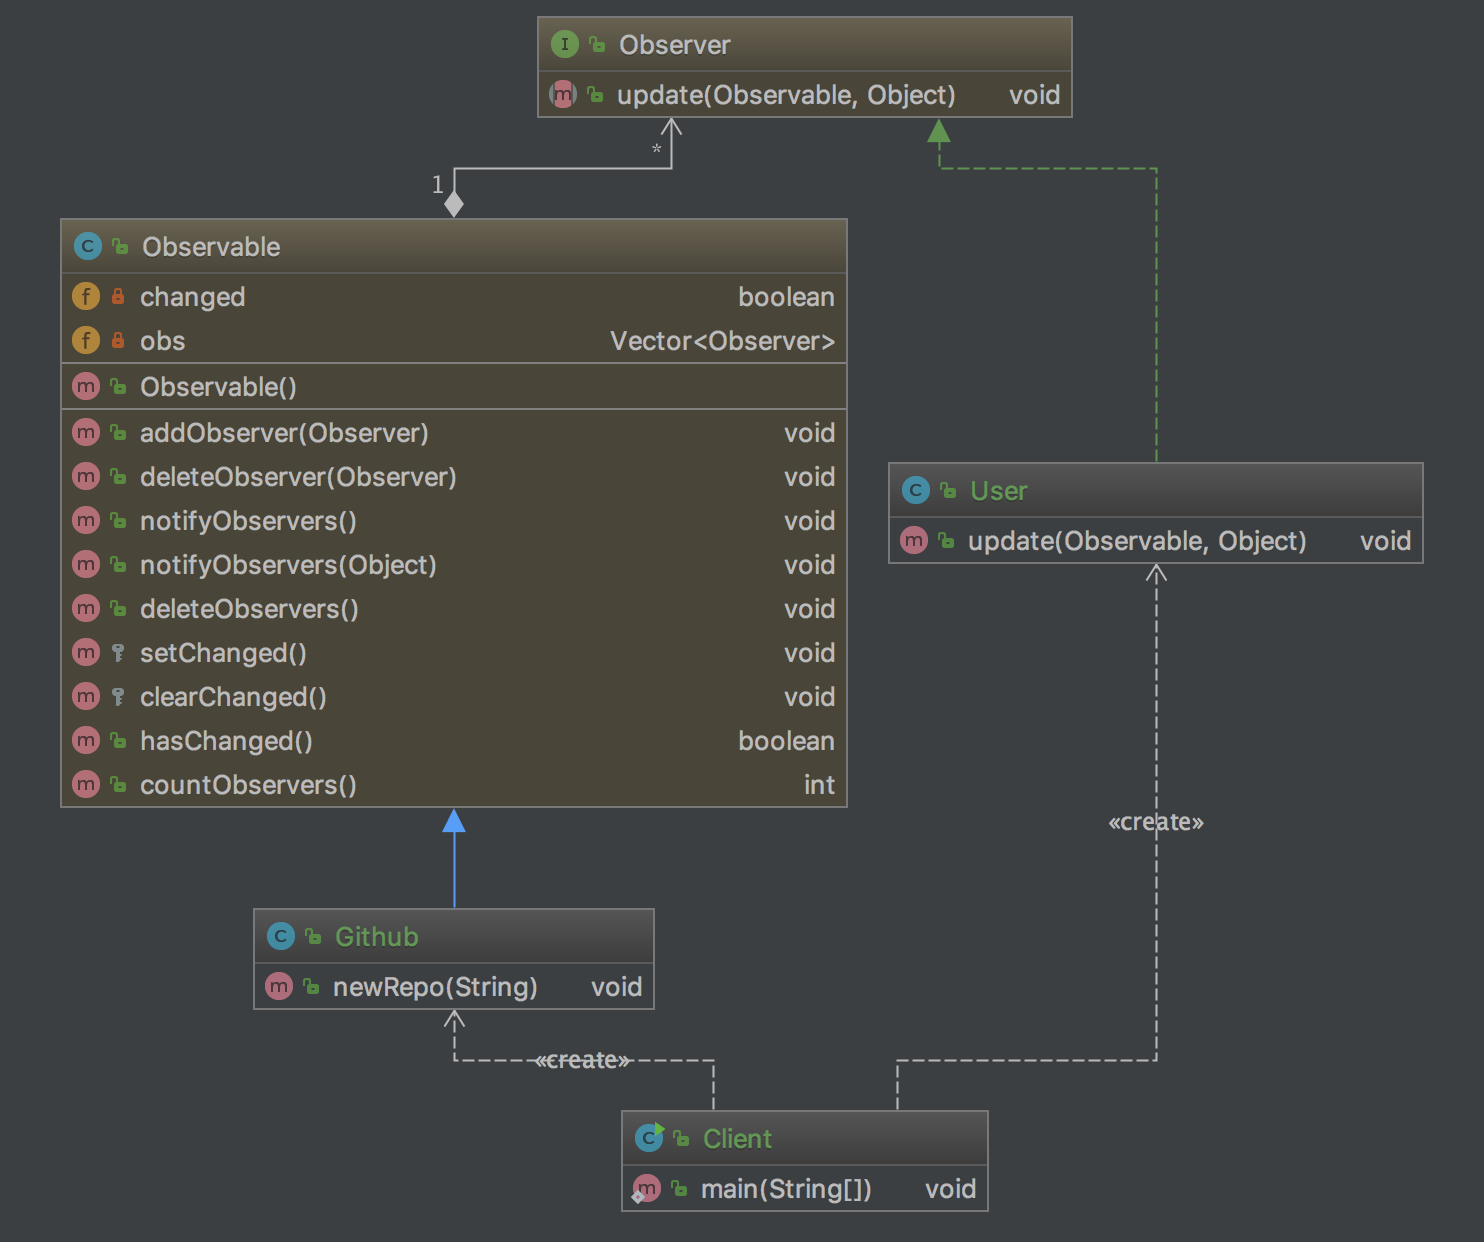 I Observer
m update(Observable, Object) void
*
1
C Observable
f changed boolean
f obs Vector<Observer>
m Observable()
m addObserver(Observer) void
m deleteObserver(Observer) void
m notifyObservers() void
m notifyObservers(Object) void
m deleteObservers() void
m setChanged() void
m clearChanged() void
m hasChanged() boolean
m countObservers() int
C User
m update(Observable, Object) void
«create»
C Github
m newRepo(String) void
«create»
C Client
m main(String[]) void